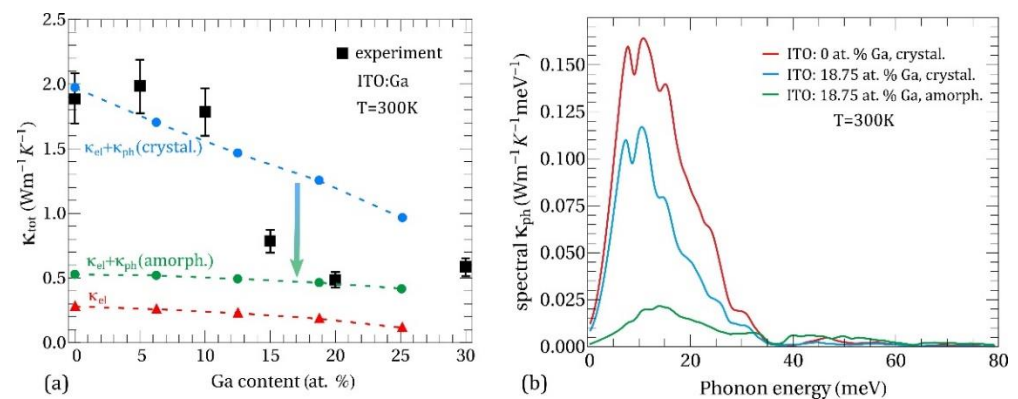 (a)
2.5
2.0
1.5
1.0
0.5
0.0
κtot (Wm⁻¹K⁻¹)
experiment
ITO:Ga
T=300K
κel+κph(crystal.)
κel+κph(amorph.)
κel
0 5 10 15 20 25 30
Ga content (at. %)
(b)
0.150
0.125
0.100
0.075
0.050
0.025
0.000
spectral κph(Wm⁻¹K⁻¹meV⁻¹)
ITO: 0 at. % Ga, crystal.
ITO: 18.75 at. % Ga, crystal.
ITO: 18.75 at. % Ga, amorph.
T=300K
0 20 40 60 80
Phonon energy (meV)